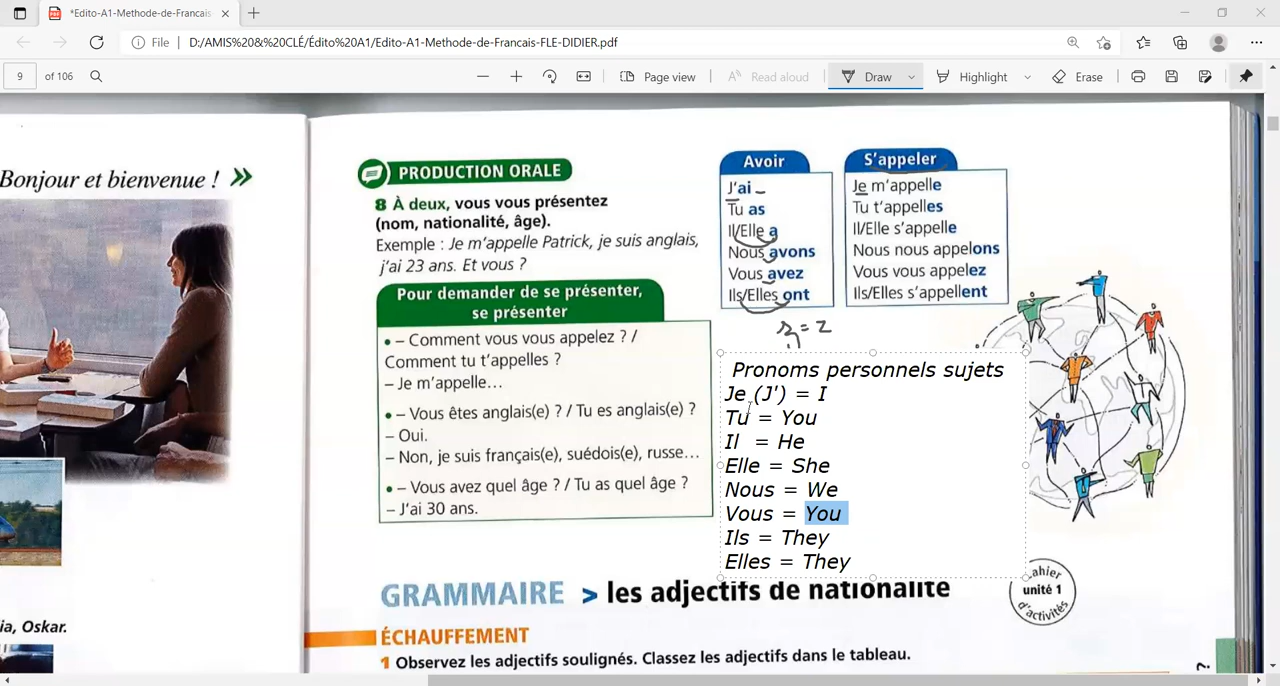 *Edito-A1-Methode-de-Francais
File
D:/AMIS%20&%20CLÉ/Édito%20A1/Edito-A1-Methode-de-Francais-FLE-DIDIER.pdf
9 of 106
Page view
Read aloud
Draw
Highlight
Erase
Bonjour et bienvenue ! »
ia, Oskar.
PRODUCTION ORALE
8 À deux, vous vous présentez
(nom, nationalité, âge).
Exemple : Je m'appelle Patrick, je suis anglais,
j'ai 23 ans. Et vous ?
Pour demander de se présenter,
se présenter
• – Comment vous vous appelez ? /
Comment tu t'appelles ?
– Je m'appelle…
• – Vous êtes anglais(e) ? / Tu es anglais(e) ?
– Oui.
– Non, je suis français(e), suédois(e), russe…
• – Vous avez quel âge ? / Tu as quel âge ?
– J'ai 30 ans.
Avoir
J'ai
Tu as
Il/Elle a
Nous avons
Vous avez
Ils/Elles ont
S'appeler
Je m'appelle
Tu t'appelles
Il/Elle s'appelle
Nous nous appelons
Vous vous appelez
Ils/Elles s'appellent
s = z
Pronoms personnels sujets
Je (J') = I
Tu = You
Il = He
Elle = She
Nous = We
Vous = You
Ils = They
Elles = They
GRAMMAIRE > les adjectifs de nationalité
cahier
unité 1
d'activités
ÉCHAUFFEMENT
1 Observez les adjectifs soulignés. Classez les adjectifs dans le tableau.